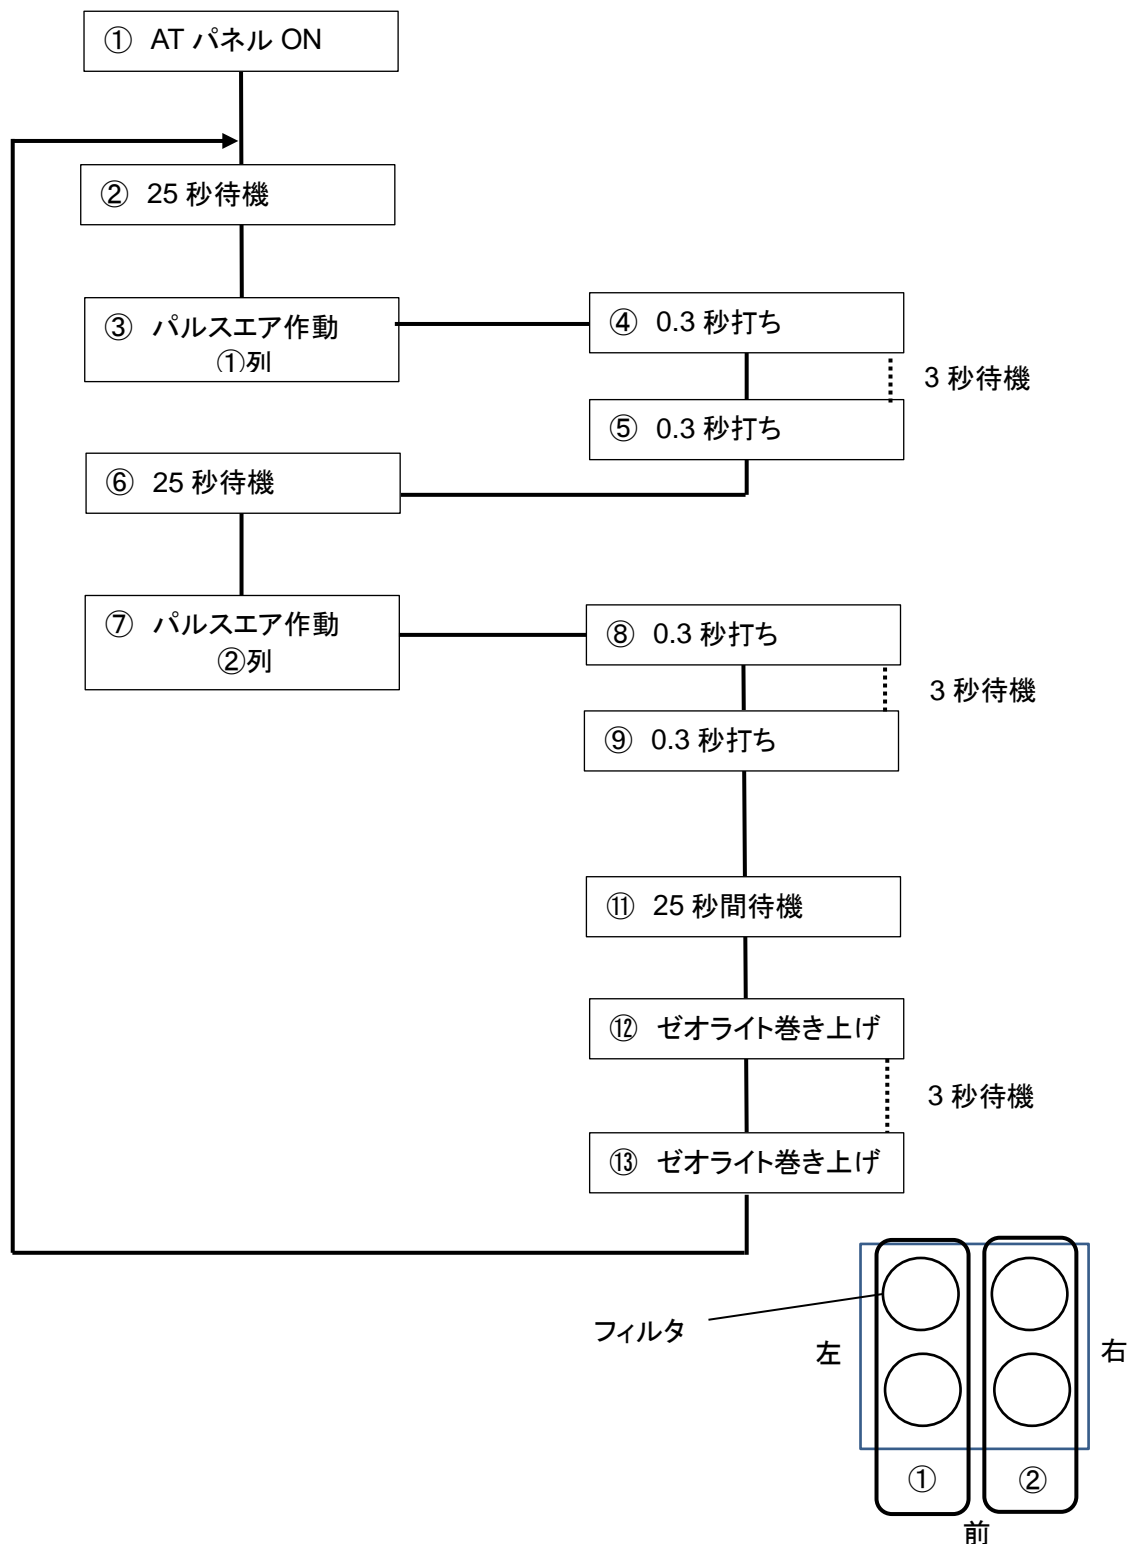 ① AT パネル ON
② 25 秒待機
③ パルスエア作動
①列
④ 0.3 秒打ち
3 秒待機
⑤ 0.3 秒打ち
⑥ 25 秒待機
⑦ パルスエア作動
②列
⑧ 0.3 秒打ち
3 秒待機
⑨ 0.3 秒打ち
⑪ 25 秒間待機
⑫ ゼオライト巻き上げ
3 秒待機
⑬ ゼオライト巻き上げ
フィルタ
左
右
①
②
前